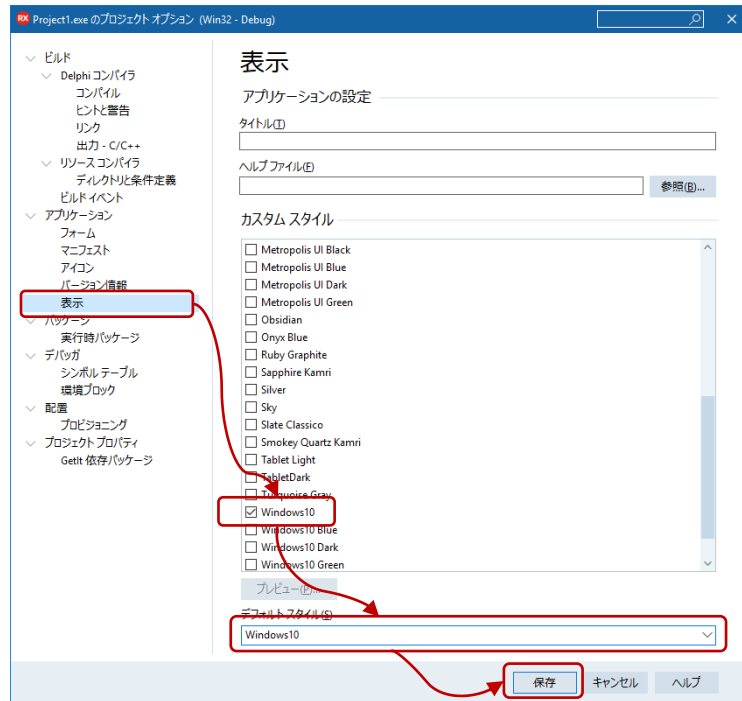 RX Project1.exe のプロジェクト オプション (Win32 - Debug)
ビルド
Delphi コンパイラ
コンパイル
ヒントと警告
リンク
出力 - C/C++
リソース コンパイラ
ディレクトリと条件定義
ビルド イベント
アプリケーション
フォーム
マニフェスト
アイコン
バージョン情報
表示
パッケージ
実行時パッケージ
デバッガ
シンボル テーブル
環境ブロック
配置
プロビジョニング
プロジェクト プロパティ
GetIt 依存パッケージ
表示
アプリケーションの設定
タイトル(T)
ヘルプ ファイル(F)
参照(B)...
カスタム スタイル
Metropolis UI Black
Metropolis UI Blue
Metropolis UI Dark
Metropolis UI Green
Obsidian
Onyx Blue
Ruby Graphite
Sapphire Kamri
Silver
Sky
Slate Classico
Smokey Quartz Kamri
Tablet Light
TabletDark
Turquoise Gray
Windows10
Windows10 Blue
Windows10 Dark
Windows10 Green
プレビュー(P)...
デフォルト スタイル(S)
Windows10
保存 キャンセル ヘルプ